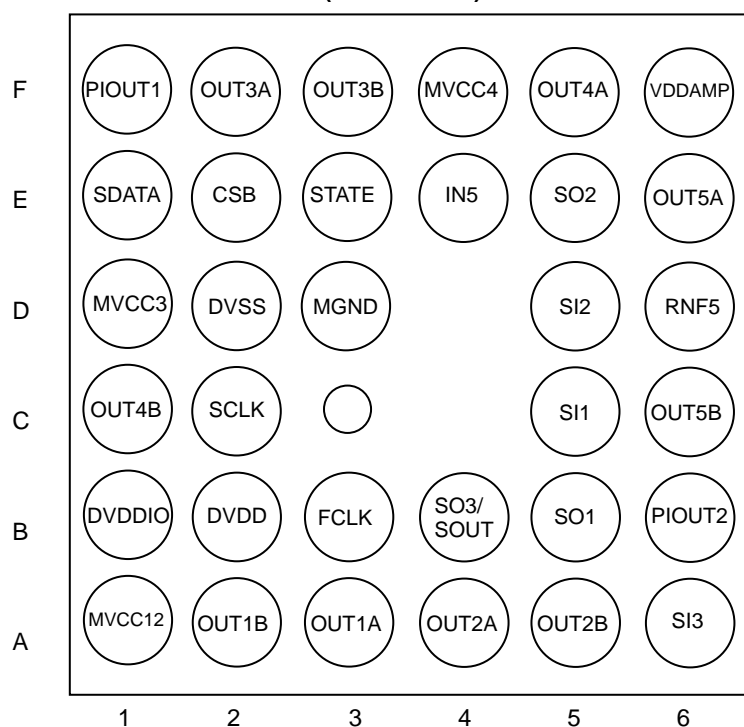 F PIOUT1 OUT3A OUT3B MVCC4 OUT4A VDDAMP
E SDATA CSB STATE IN5 SO2 OUT5A
D MVCC3 DVSS MGND SI2 RNF5
C OUT4B SCLK SI1 OUT5B
B DVDDIO DVDD FCLK SO3/ SOUT SO1 PIOUT2
A MVCC12 OUT1B OUT1A OUT2A OUT2B SI3
1 2 3 4 5 6